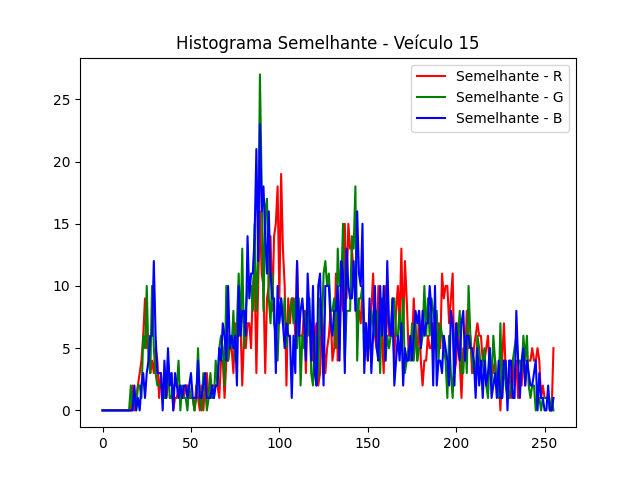 Histograma Semelhante - Veículo 15
Semelhante - R
Semelhante - G
Semelhante - B
25
20
15
10
5
0
0 50 100 150 200 250